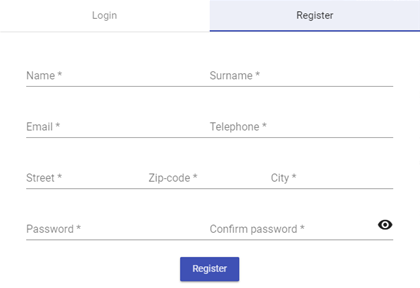 Login Register
Name * Surname *
Email * Telephone *
Street * Zip-code * City *
Password * Confirm password *
Register